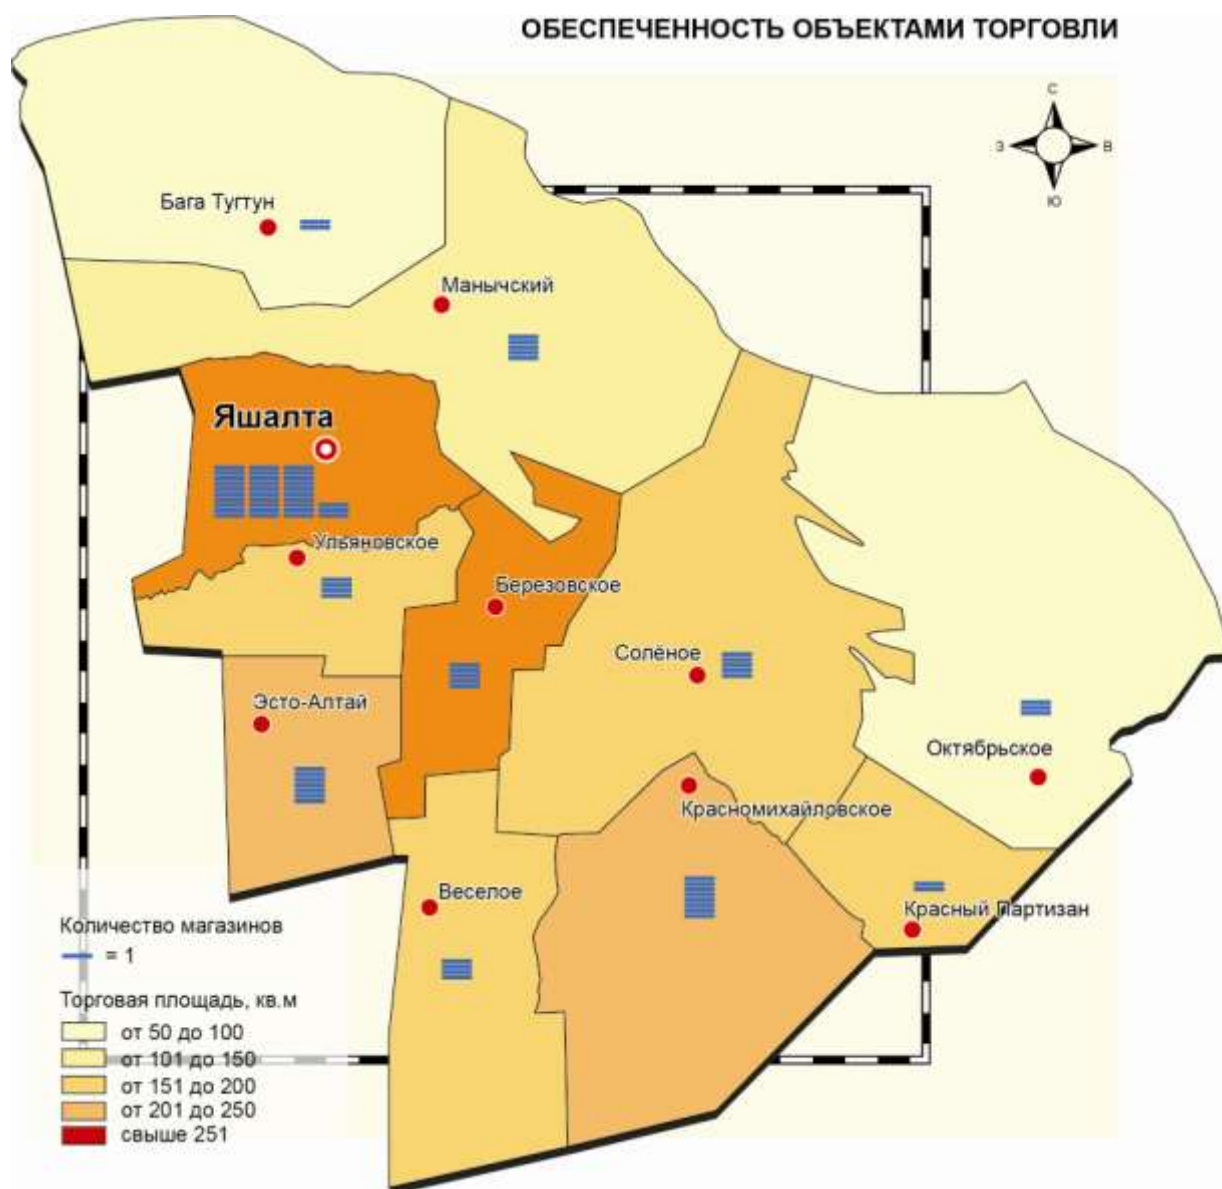 ОБЕСПЕЧЕННОСТЬ ОБЪЕКТАМИ ТОРГОВЛИ
С
З
В
Ю
Бага Тугтун
Манычский
Яшалта
Ульяновское
Березовское
Солёное
Эсто-Алтай
Октябрьское
Красномихайловское
Веселое
Красный Партизан
Количество магазинов
= 1
Торговая площадь, кв.м
от 50 до 100
от 101 до 150
от 151 до 200
от 201 до 250
свыше 251